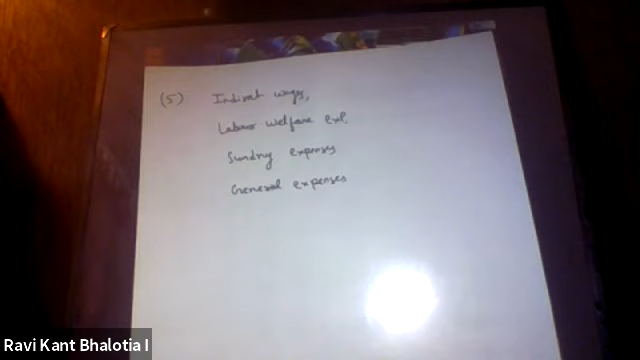 (5) Indirect wages,
Labour welfare exp.
Sundry expenses
General expenses
Ravi Kant Bhalotia I